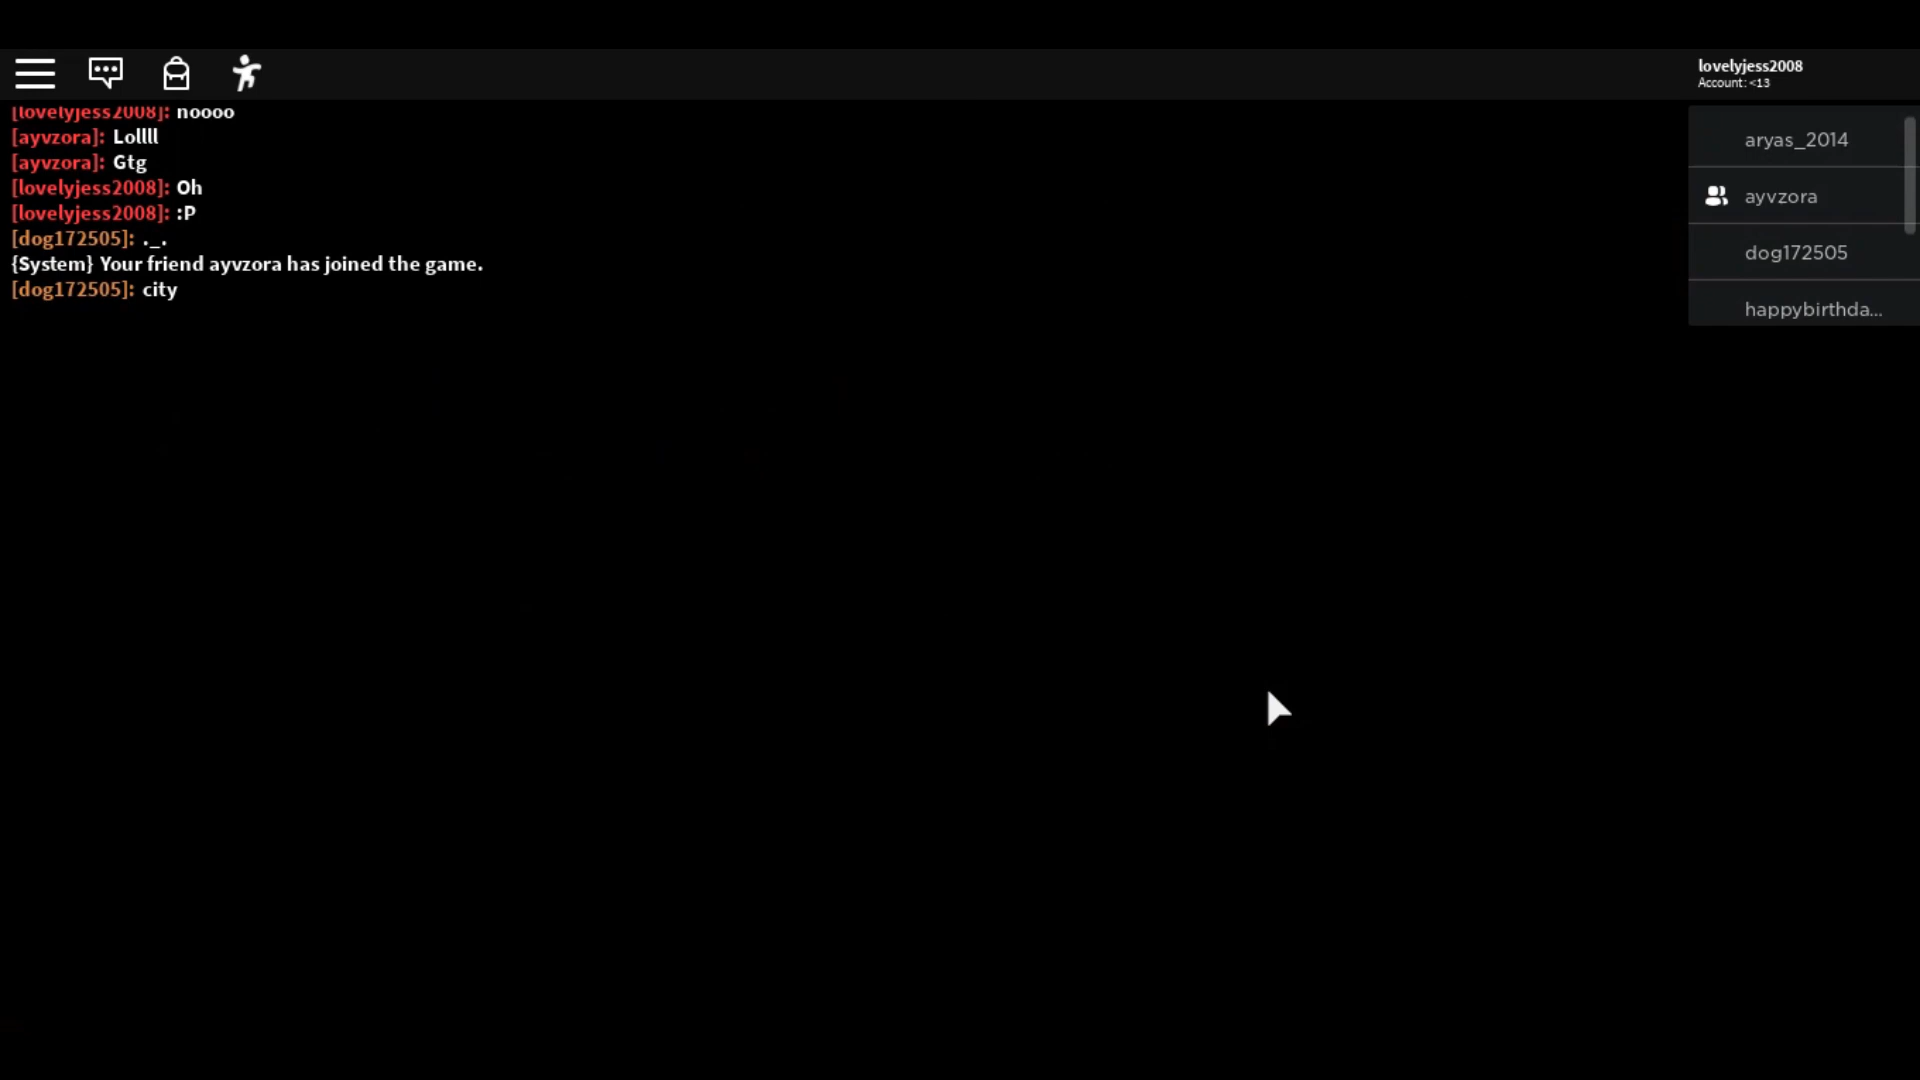 lovelyjess2008
Account: <13
[lovelyjess2008]: noooo
[ayvzora]: Lollll
[ayvzora]: Gtg
[lovelyjess2008]: Oh
[lovelyjess2008]: :P
[dog172505]: ._.
{System} Your friend ayvzora has joined the game.
[dog172505]: city
aryas_2014
ayvzora
dog172505
happybirthda...